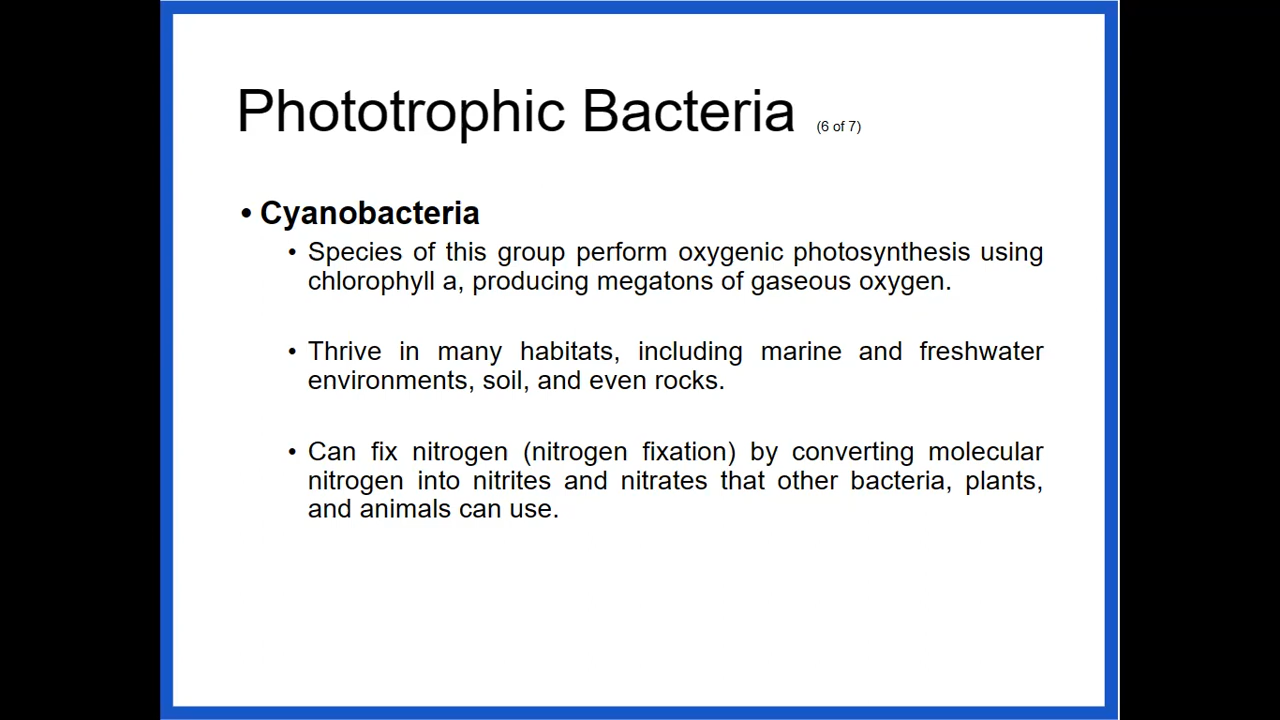 Phototrophic Bacteria (6 of 7)
• Cyanobacteria
• Species of this group perform oxygenic photosynthesis using
chlorophyll a, producing megatons of gaseous oxygen.
• Thrive in many habitats, including marine and freshwater
environments, soil, and even rocks.
• Can fix nitrogen (nitrogen fixation) by converting molecular
nitrogen into nitrites and nitrates that other bacteria, plants,
and animals can use.